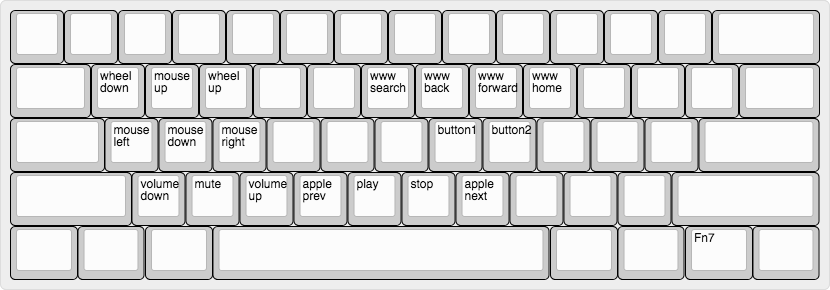 wheel down
mouse up
wheel up
www search
www back
www forward
www home
mouse left
mouse down
mouse right
button1
button2
volume down
mute
volume up
apple prev
play
stop
apple next
Fn7